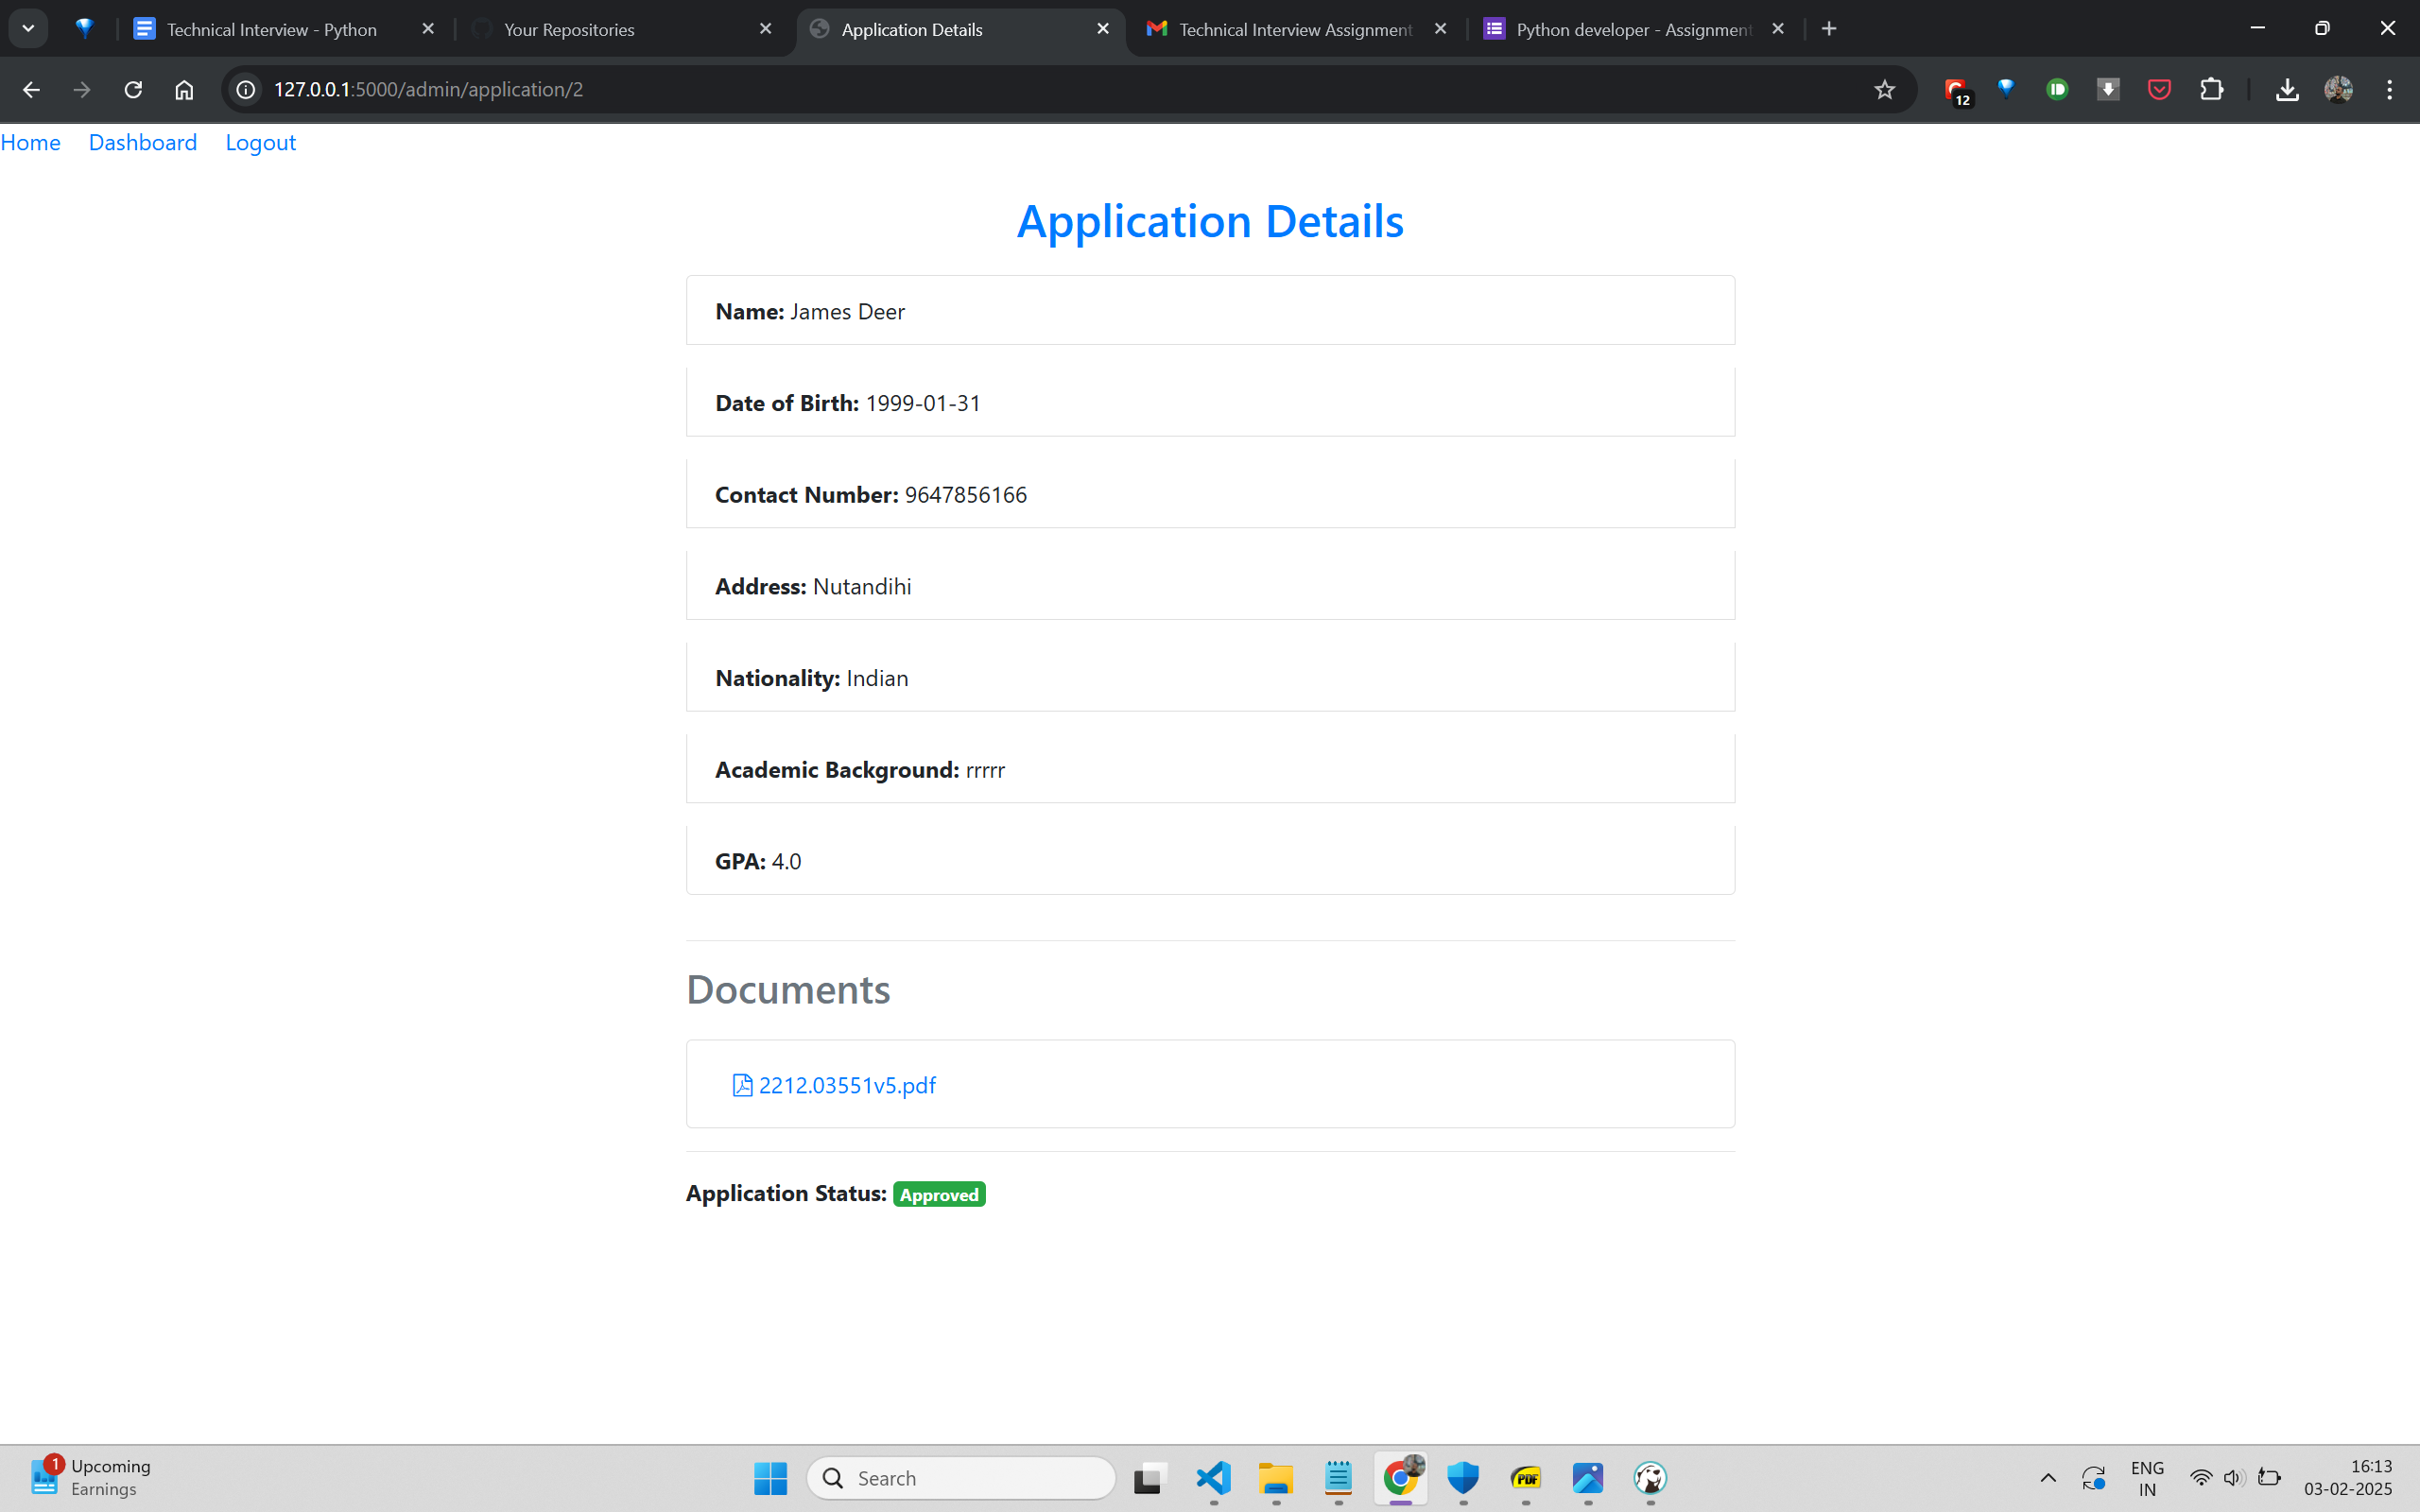 Technical Interview - Python
Your Repositories
Application Details
Technical Interview Assignment
Python developer - Assignment
127.0.0.1:5000/admin/application/2
12
Home Dashboard Logout
Application Details
Name: James Deer
Date of Birth: 1999-01-31
Contact Number: 9647856166
Address: Nutandihi
Nationality: Indian
Academic Background: rrrrr
GPA: 4.0
Documents
2212.03551v5.pdf
Application Status: Approved
1
Upcoming
Earnings
Search
PDF
ENG
IN
16:13
03-02-2025